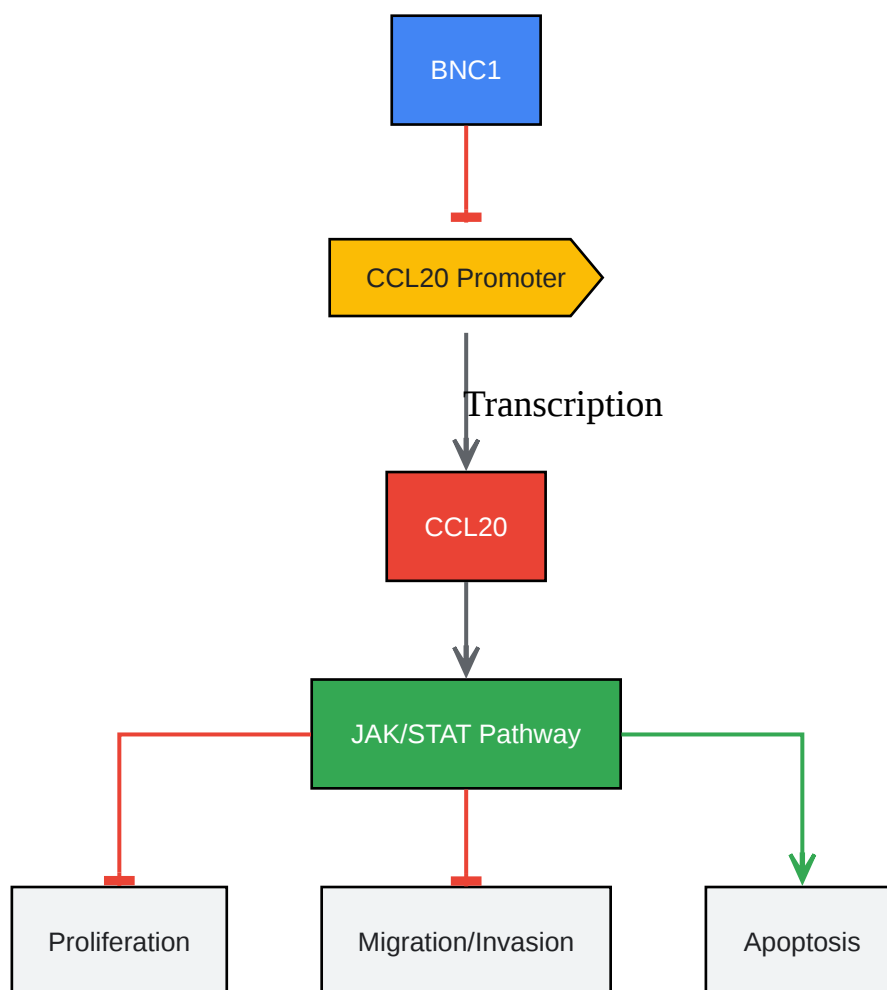 BNC1
CCL20 Promoter
Transcription
CCL20
JAK/STAT Pathway
Proliferation
Migration/Invasion
Apoptosis